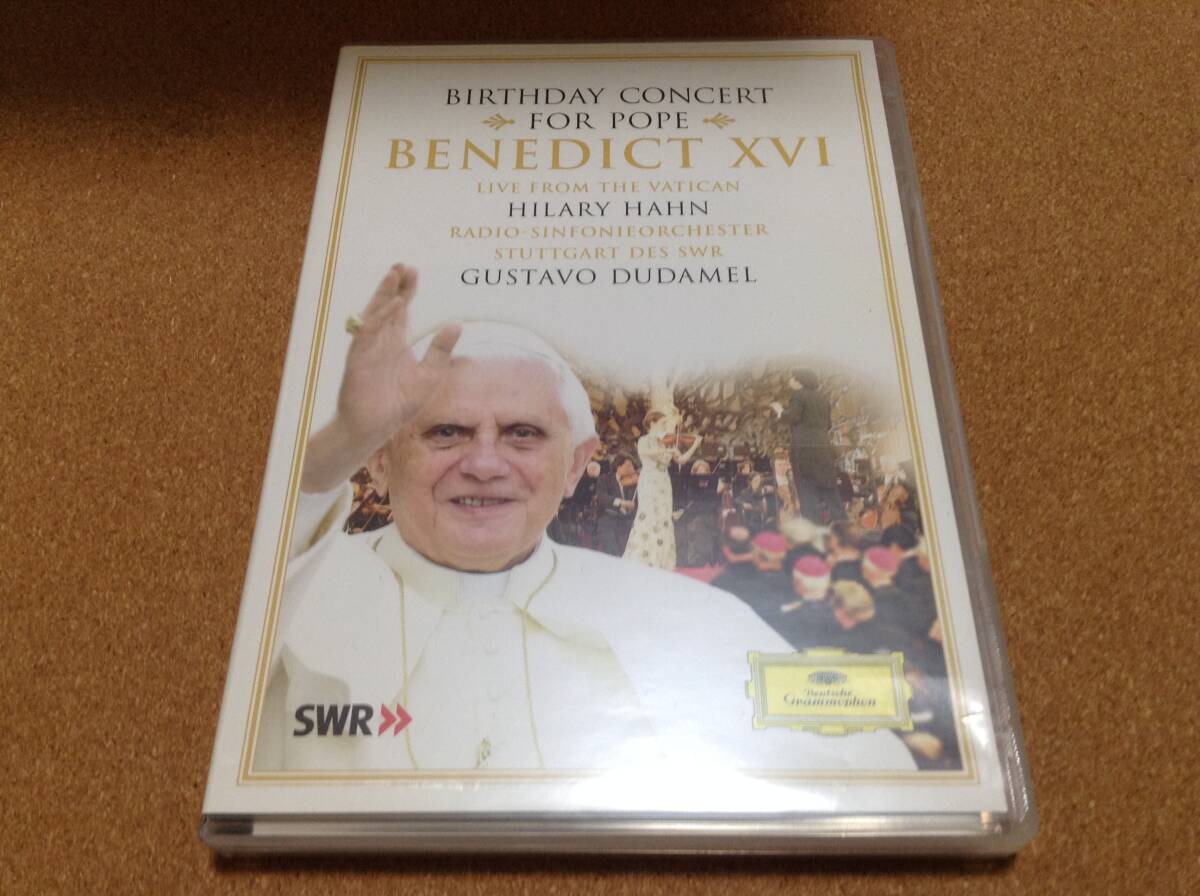 BIRTHDAY CONCERT
FOR POPE
BENEDICT XVI
LIVE FROM THE VATICAN
HILARY HAHN
RADIO-SINFONIEORCHESTER
STUTTGART DES SWR
GUSTAVO DUDAMEL
SWR
Deutsche
Grammophon